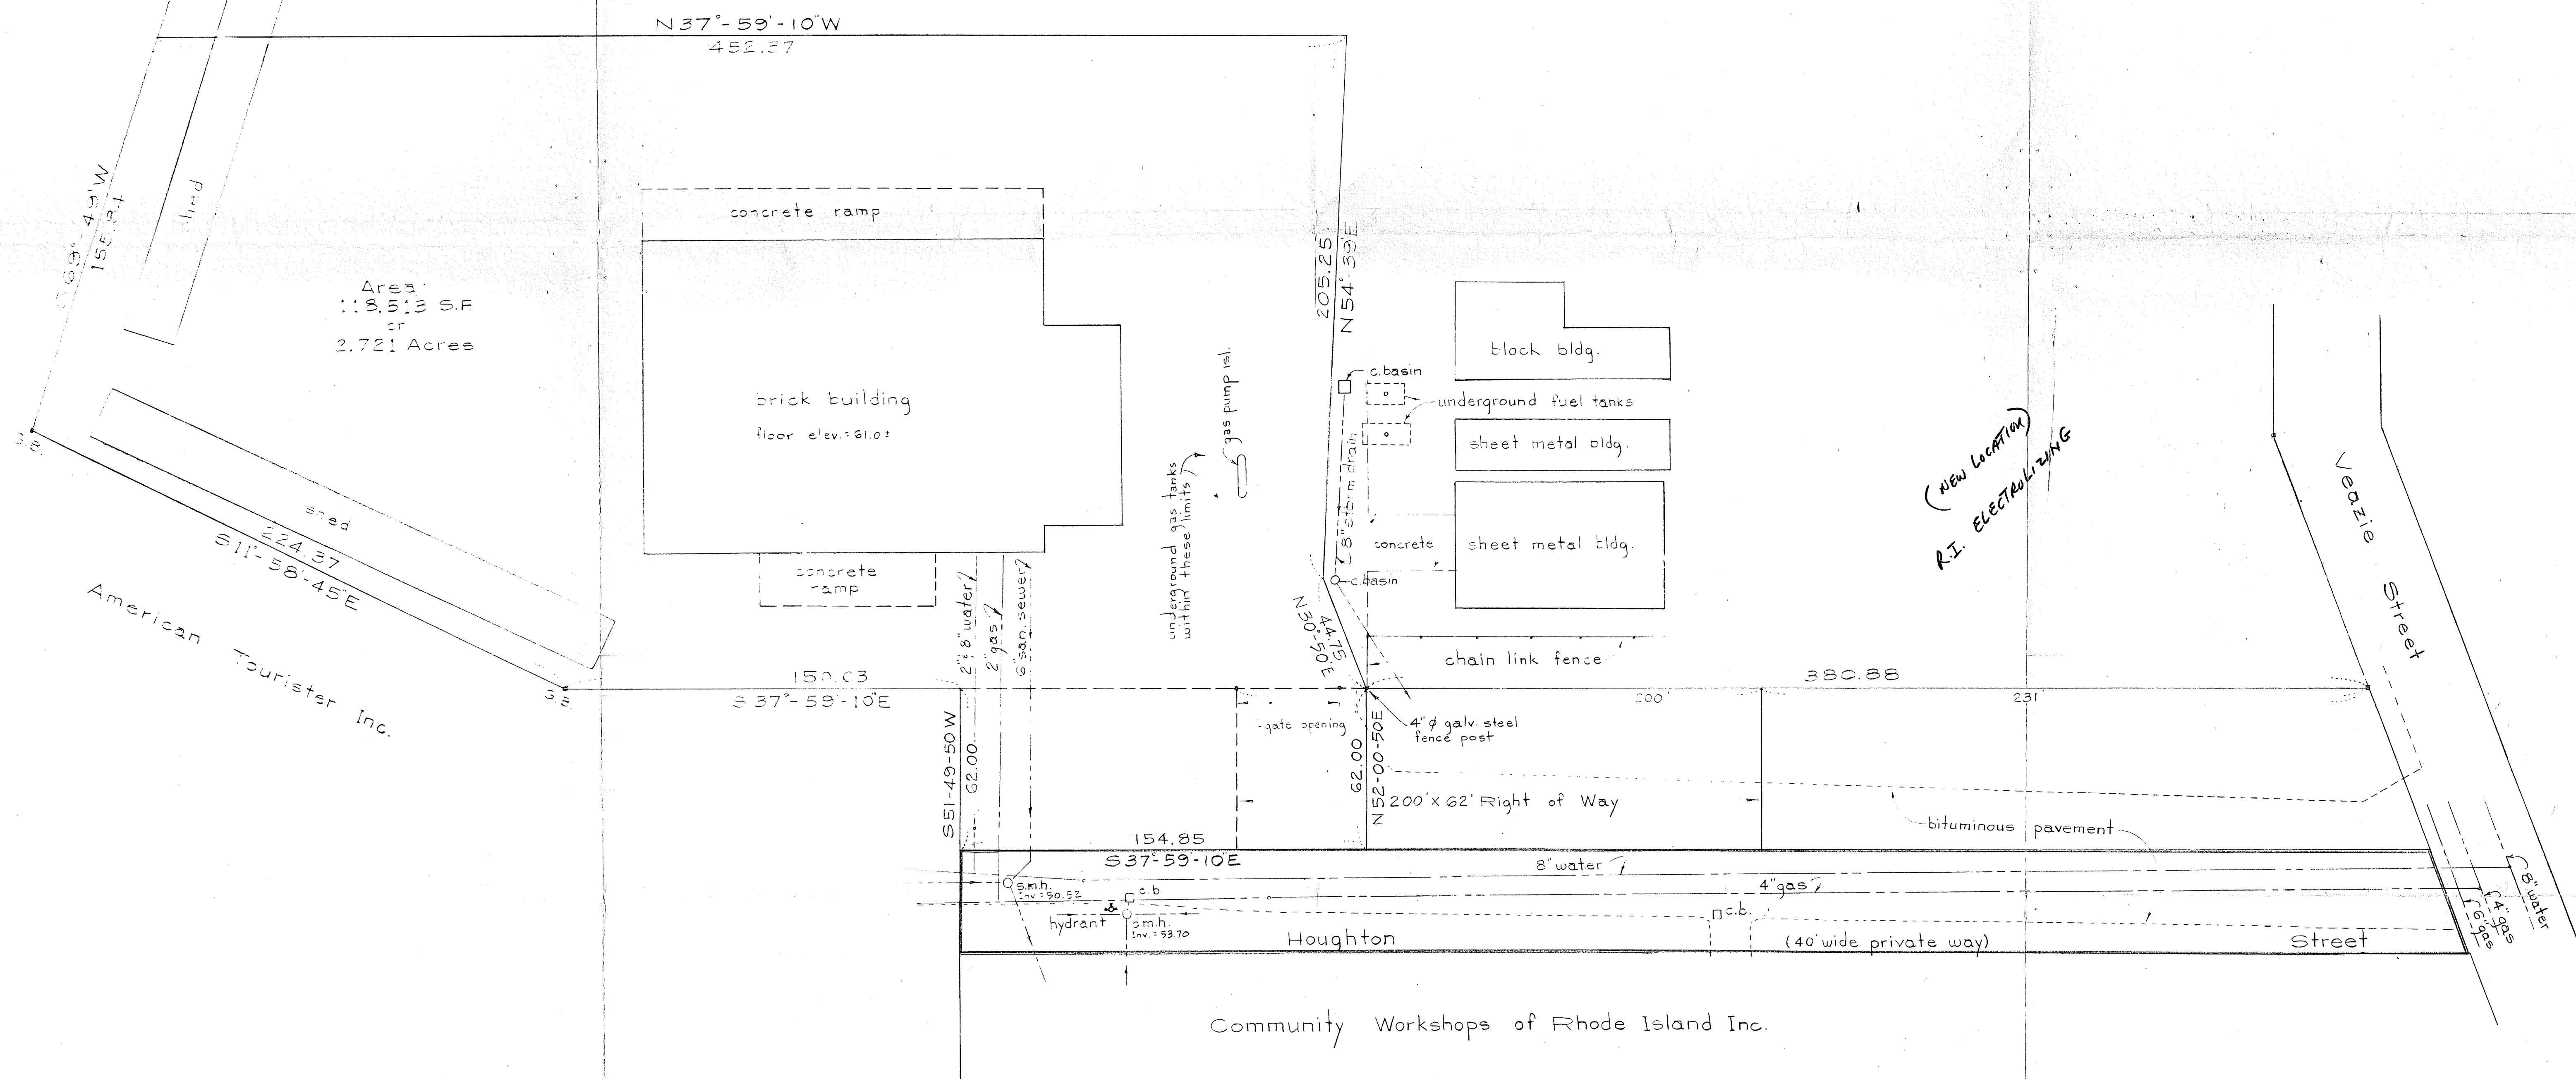 N37°-59'-10"W
452.37
155.84
shed
concrete ramp
Area:
118,513 S.F.
or
2.721 Acres
brick building
floor elev.=61.0±
concrete
ramp
shed
224.37
S11°-58'-45"E
American Tourister Inc.
S.B.
S.B.
150.03
S 37°-59'-10"E
2" & 8" water
2" gas
6" san. sewer
underground gas tanks
within these limits
gas pump isl.
205.25
N54°-39'E
c.basin
underground fuel tanks
8" storm drain
c.basin
44.75
N30°-50'E
block bldg.
sheet metal bldg.
concrete
sheet metal bldg.
chain link fence
(NEW LOCATION)
R.I. ELECTROLIZING
Veazie Street
380.88
200'
231'
gate opening
4"ø galv. steel
fence post
S51-49-50W
62.00
62.00
N52-00-50E
200' x 62' Right of Way
bituminous pavement
154.85
S37°-59'-10"E
8" water
4" gas
s.m.h.
Inv.=50.52
c.b.
hydrant
s.m.h.
Inv.=53.70
c.b.
Houghton (40' wide private way) Street
6" gas
4" gas
8" water
Community Workshops of Rhode Island Inc.